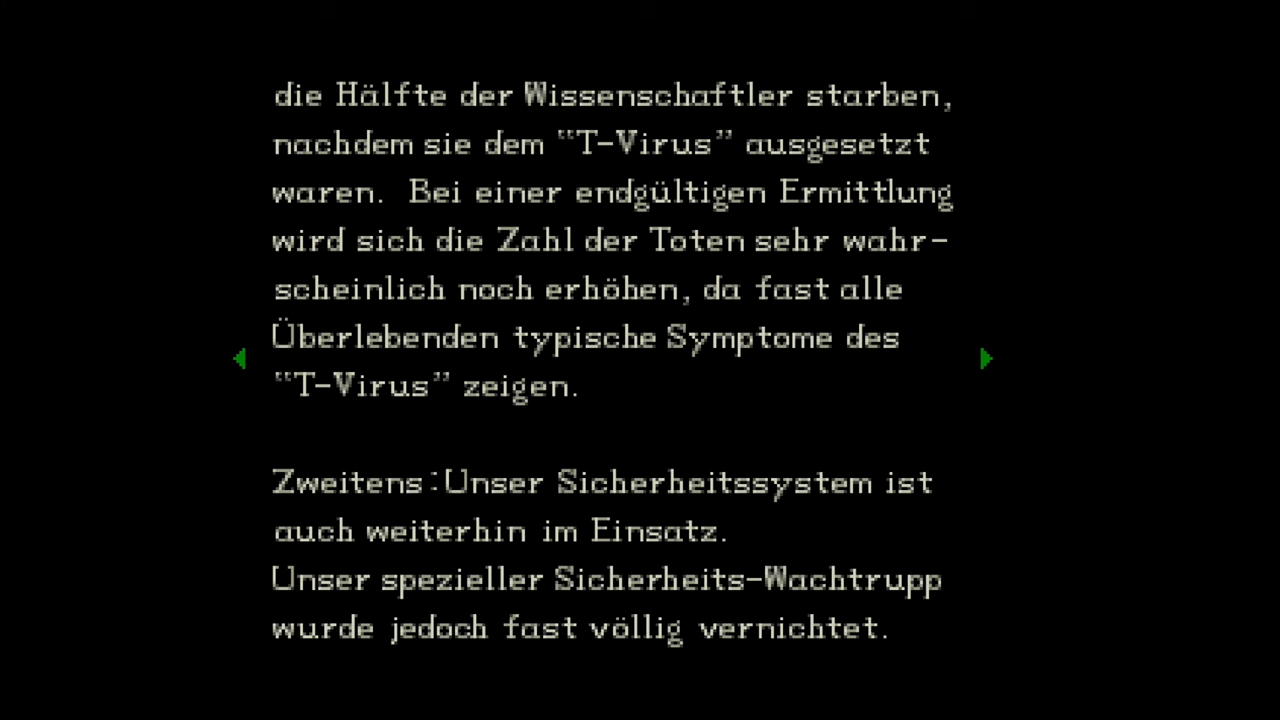 die Hälfte der Wissenschaftler starben,
nachdem sie dem “T-Virus” ausgesetzt
waren. Bei einer endgültigen Ermittlung
wird sich die Zahl der Toten sehr wahr-
scheinlich noch erhöhen, da fast alle
Überlebenden typische Symptome des
“T-Virus” zeigen.
Zweitens:Unser Sicherheitssystem ist
auch weiterhin im Einsatz.
Unser spezieller Sicherheits-Wachtrupp
wurde jedoch fast völlig vernichtet.